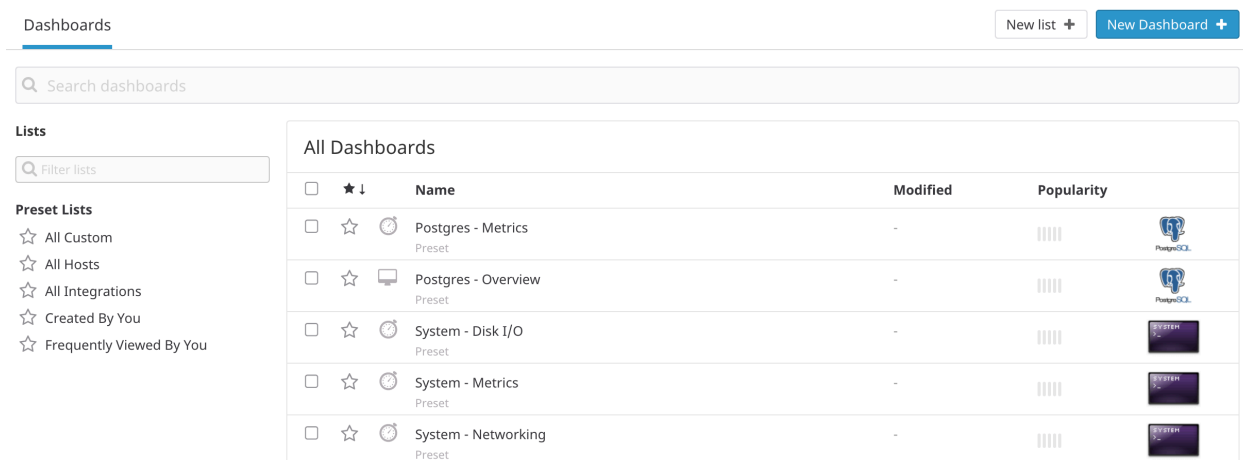 Dashboards
New list +
New Dashboard +
Search dashboards
Lists
Filter lists
Preset Lists
All Custom
All Hosts
All Integrations
Created By You
Frequently Viewed By You
All Dashboards
Name Modified Popularity
Postgres - Metrics -
Preset
PostgreSQL
Postgres - Overview -
Preset
PostgreSQL
System - Disk I/O -
Preset
SYSTEM
>_
System - Metrics -
Preset
SYSTEM
>_
System - Networking -
Preset
SYSTEM
>_